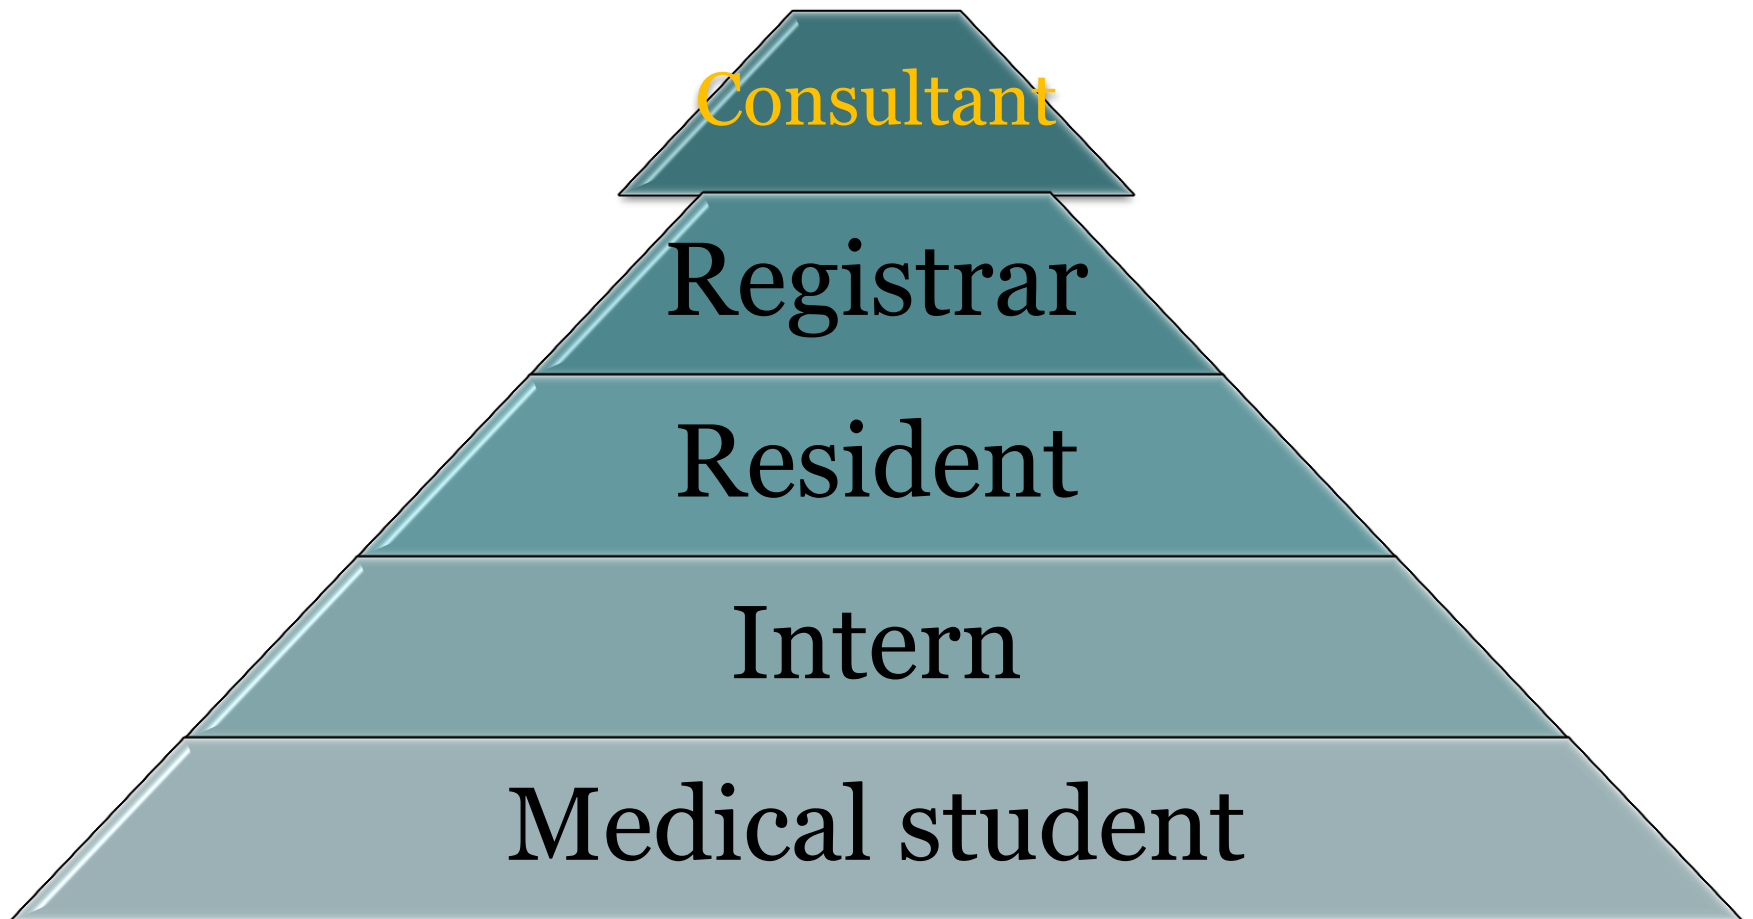 Consultant
Registrar
Resident
Intern
Medical student